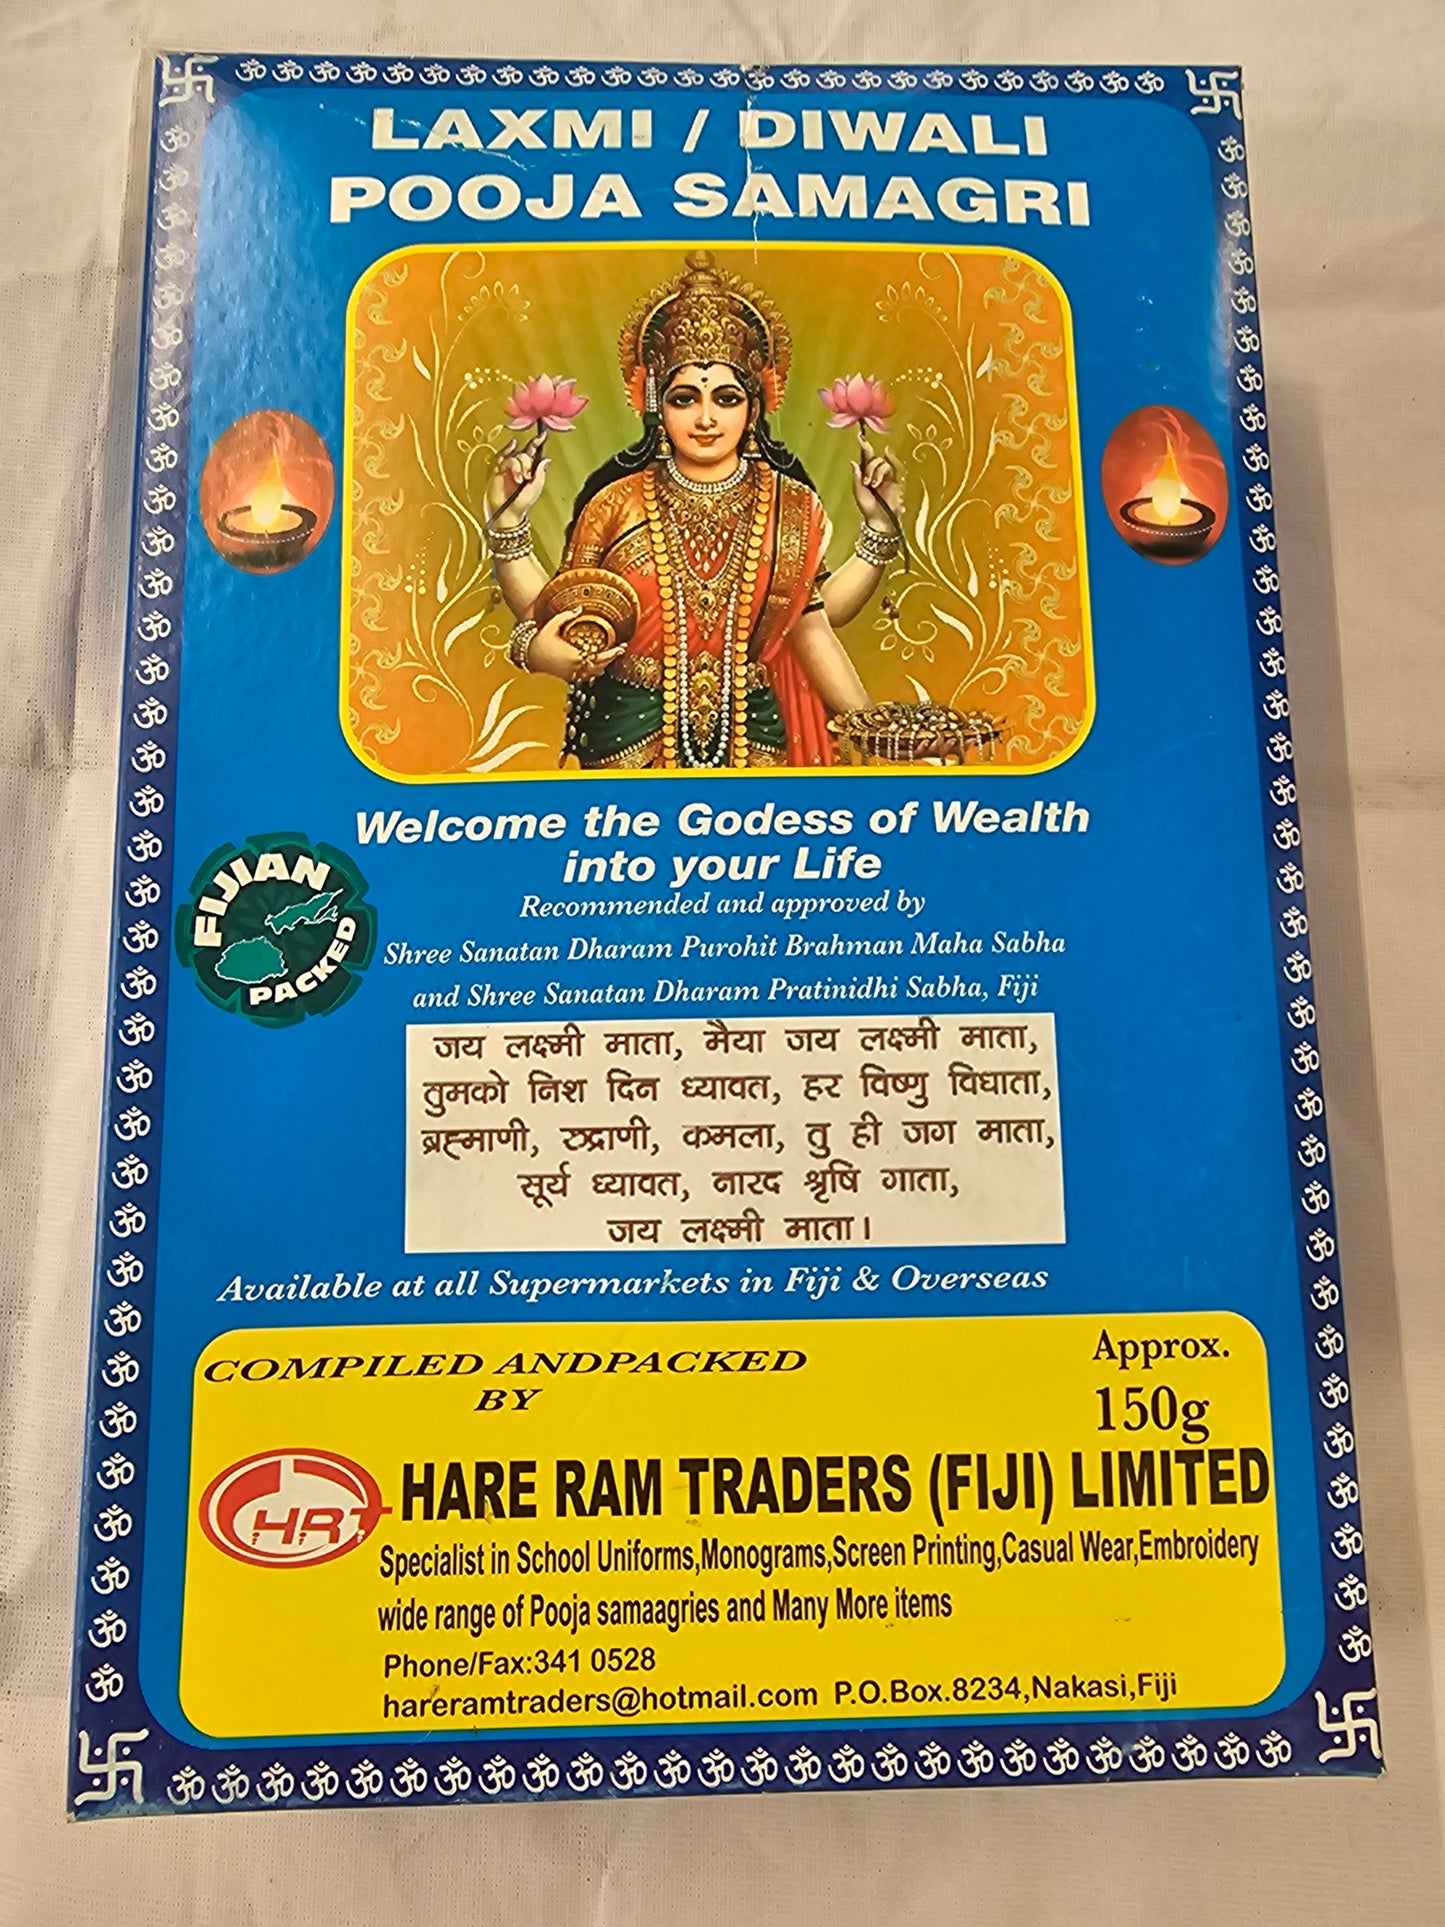 LAXMI / DIWALI
POOJA SAMAGRI
Welcome the Godess of Wealth
into your Life
Recommended and approved by
Shree Sanatan Dharam Purohit Brahman Maha Sabha
and Shree Sanatan Dharam Pratinidhi Sabha, Fiji
FIJIAN
PACKED
जय लक्ष्मी माता, मैया जय लक्ष्मी माता,
तुमको निश दिन ध्यावत, हर विष्णु विधाता,
ब्रह्माणी, रुद्राणी, कमला, तु ही जग माता,
सूर्य ध्यावत, नारद श्रृषि गाता,
जय लक्ष्मी माता।
Available at all Supermarkets in Fiji & Overseas
COMPILED ANDPACKED
BY
Approx.
150g
HRT
HARE RAM TRADERS (FIJI) LIMITED
Specialist in School Uniforms,Monograms,Screen Printing,Casual Wear,Embroidery
wide range of Pooja samaagries and Many More items
Phone/Fax:341 0528
hareramtraders@hotmail.com P.O.Box.8234,Nakasi,Fiji